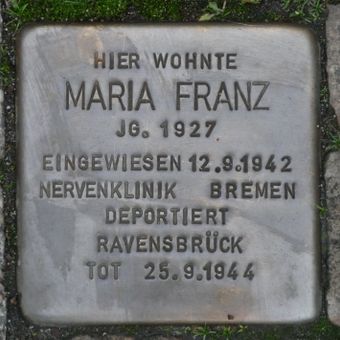 HIER WOHNTE
MARIA FRANZ
JG. 1927
EINGEWIESEN 12.9.1942
NERVENKLINIK BREMEN
DEPORTIERT
RAVENSBRÜCK
TOT 25.9.1944